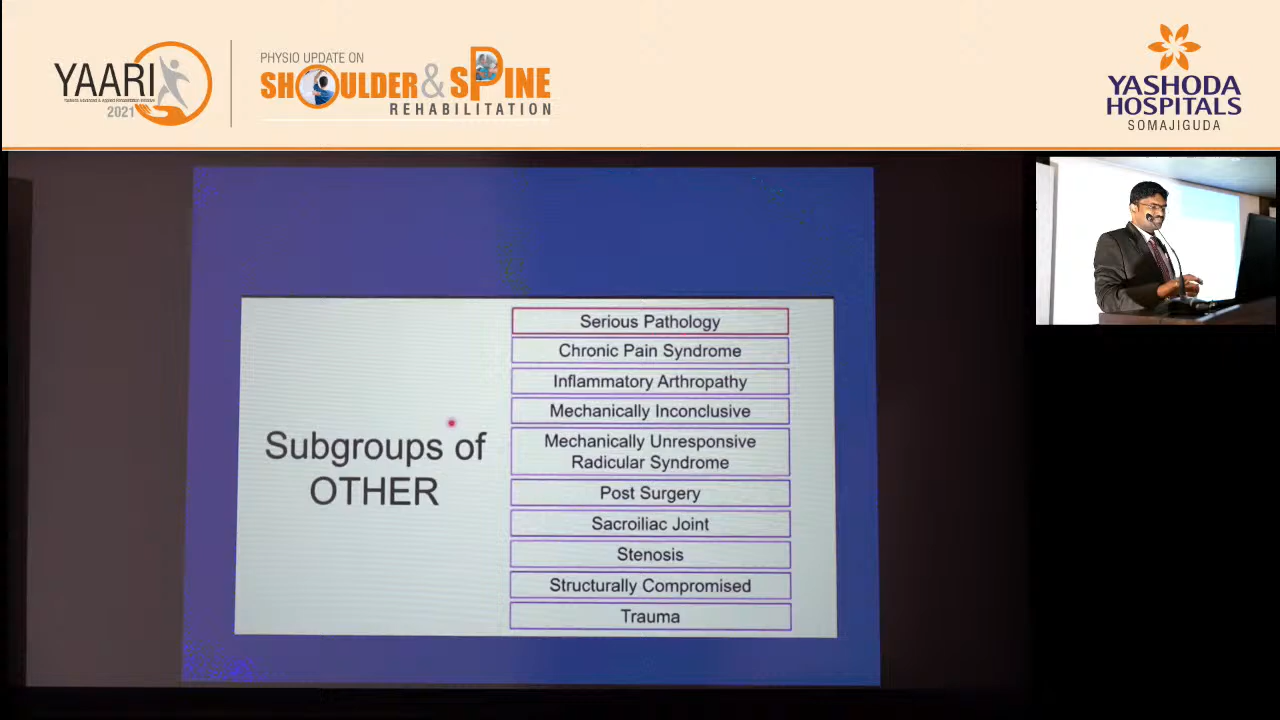 YAARI
2021
PHYSIO UPDATE ON
SHOULDER & SPINE
REHABILITATION
YASHODA
HOSPITALS
SOMAJIGUDA
Subgroups of
OTHER
Serious Pathology
Chronic Pain Syndrome
Inflammatory Arthropathy
Mechanically Inconclusive
Mechanically Unresponsive
Radicular Syndrome
Post Surgery
Sacroiliac Joint
Stenosis
Structurally Compromised
Trauma